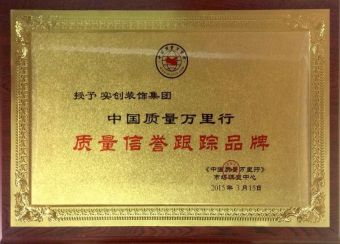 授予 实创装饰集团
中国质量万里行
质量信誉跟踪品牌
《中国质量万里行》
市场调查中心
2015年 3月15日